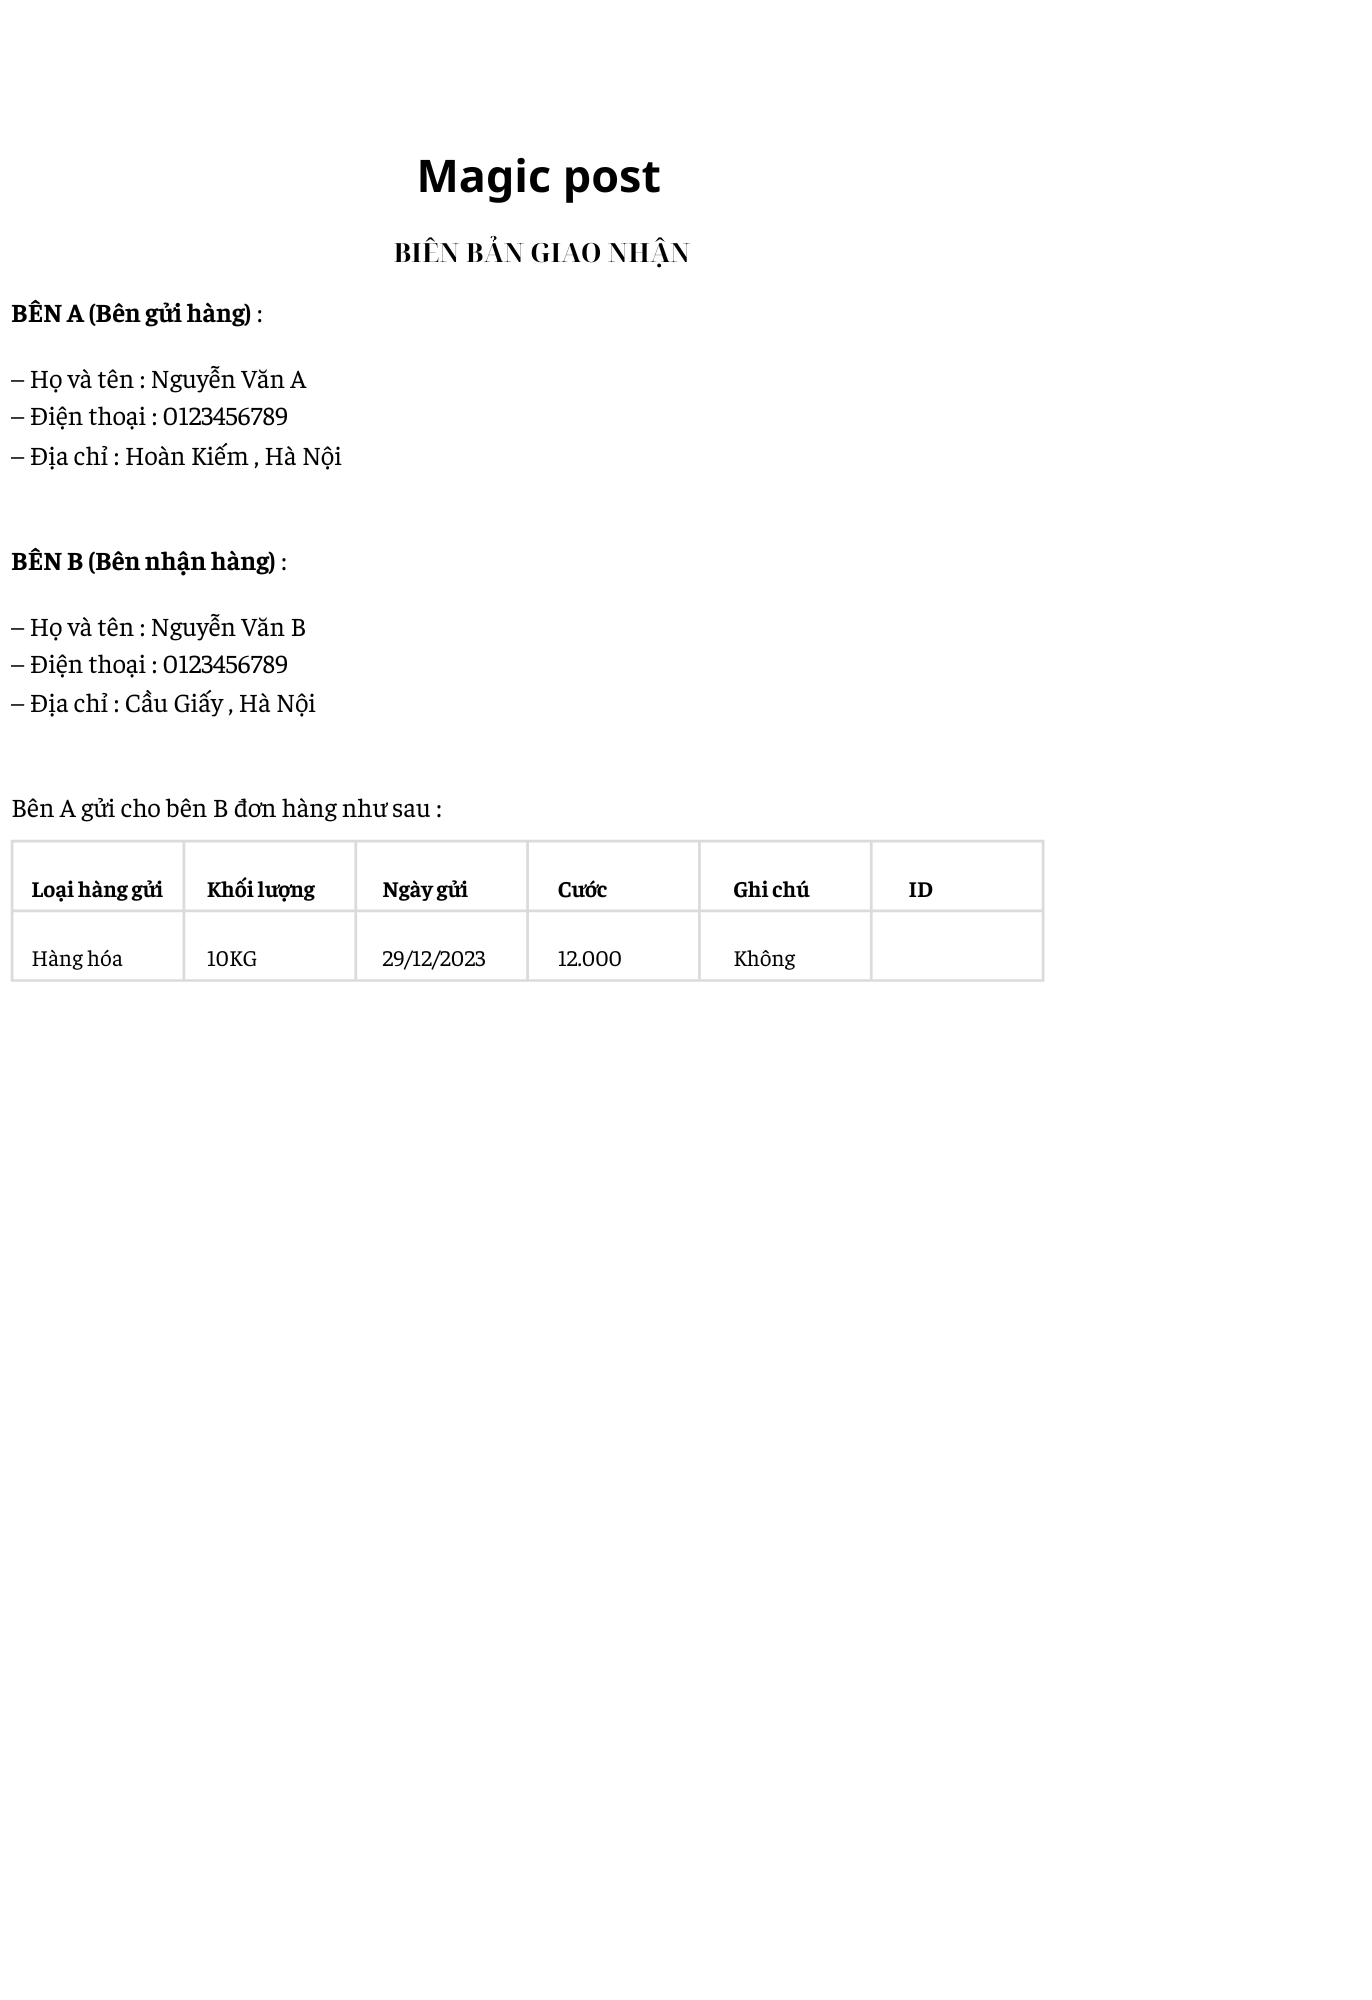 Magic post
BIÊN BẢN GIAO NHẬN
BÊN A (Bên gửi hàng) :
– Họ và tên : Nguyễn Văn A
– Điện thoại : 0123456789
– Địa chỉ : Hoàn Kiếm , Hà Nội
BÊN B (Bên nhận hàng) :
– Họ và tên : Nguyễn Văn B
– Điện thoại : 0123456789
– Địa chỉ : Cầu Giấy , Hà Nội
Bên A gửi cho bên B đơn hàng như sau :
Loại hàng gửi Khối lượng Ngày gửi Cước Ghi chú ID
Hàng hóa 10KG 29/12/2023 12.000 Không